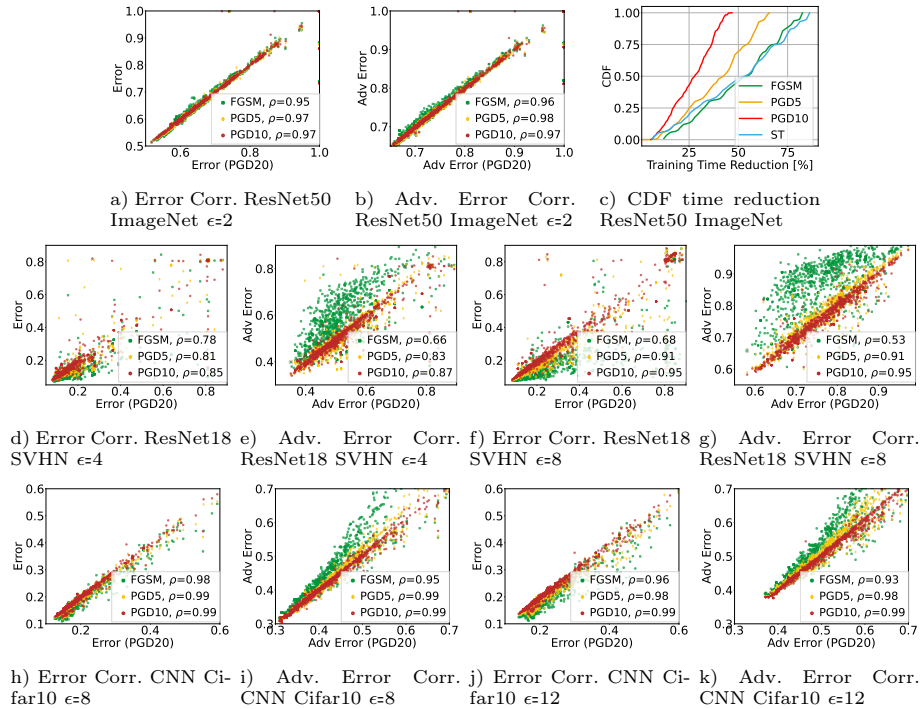 1.0
0.9
0.8
0.7
0.6
0.5
Error
FGSM, ρ=0.95
PGD5, ρ=0.97
PGD10, ρ=0.97
0.6 0.8 1.0
Error (PGD20)
1.0
0.9
0.8
0.7
Adv Error
FGSM, ρ=0.96
PGD5, ρ=0.98
PGD10, ρ=0.97
0.7 0.8 0.9 1.0
Adv Error (PGD20)
1.00
0.75
0.50
0.25
0.00
CDF
FGSM
PGD5
PGD10
ST
25 50 75
Training Time Reduction [%]
a) Error Corr. ResNet50
ImageNet ϵ=2
b) Adv. Error Corr.
ResNet50 ImageNet ϵ=2
c) CDF time reduction
ResNet50 ImageNet
0.8
0.6
0.4
0.2
Error
FGSM, ρ=0.78
PGD5, ρ=0.81
PGD10, ρ=0.85
0.2 0.4 0.6 0.8
Error (PGD20)
0.8
0.6
0.4
Adv Error
FGSM, ρ=0.66
PGD5, ρ=0.83
PGD10, ρ=0.87
0.4 0.6 0.8
Adv Error (PGD20)
0.8
0.6
0.4
0.2
Error
FGSM, ρ=0.68
PGD5, ρ=0.91
PGD10, ρ=0.95
0.2 0.4 0.6 0.8
Error (PGD20)
0.9
0.8
0.7
0.6
Adv Error
FGSM, ρ=0.53
PGD5, ρ=0.91
PGD10, ρ=0.95
0.6 0.7 0.8 0.9
Adv Error (PGD20)
d) Error Corr. ResNet18
SVHN ϵ=4
e) Adv. Error Corr.
ResNet18 SVHN ϵ=4
f) Error Corr. ResNet18
SVHN ϵ=8
g) Adv. Error Corr.
ResNet18 SVHN ϵ=8
0.6
0.5
0.4
0.3
0.2
0.1
Error
FGSM, ρ=0.98
PGD5, ρ=0.99
PGD10, ρ=0.99
0.2 0.4 0.6
Error (PGD20)
0.7
0.6
0.5
0.4
0.3
Adv Error
FGSM, ρ=0.95
PGD5, ρ=0.99
PGD10, ρ=0.99
0.3 0.4 0.5 0.6 0.7
Adv Error (PGD20)
0.6
0.5
0.4
0.3
0.2
0.1
Error
FGSM, ρ=0.96
PGD5, ρ=0.98
PGD10, ρ=0.99
0.2 0.4 0.6
Error (PGD20)
0.7
0.6
0.5
0.4
0.3
Adv Error
FGSM, ρ=0.93
PGD5, ρ=0.98
PGD10, ρ=0.99
0.3 0.4 0.5 0.6 0.7
Adv Error (PGD20)
h) Error Corr. CNN Ci-
far10 ϵ=8
i) Adv. Error Corr.
CNN Cifar10 ϵ=8
j) Error Corr. CNN Ci-
far10 ϵ=12
k) Adv. Error Corr.
CNN Cifar10 ϵ=12